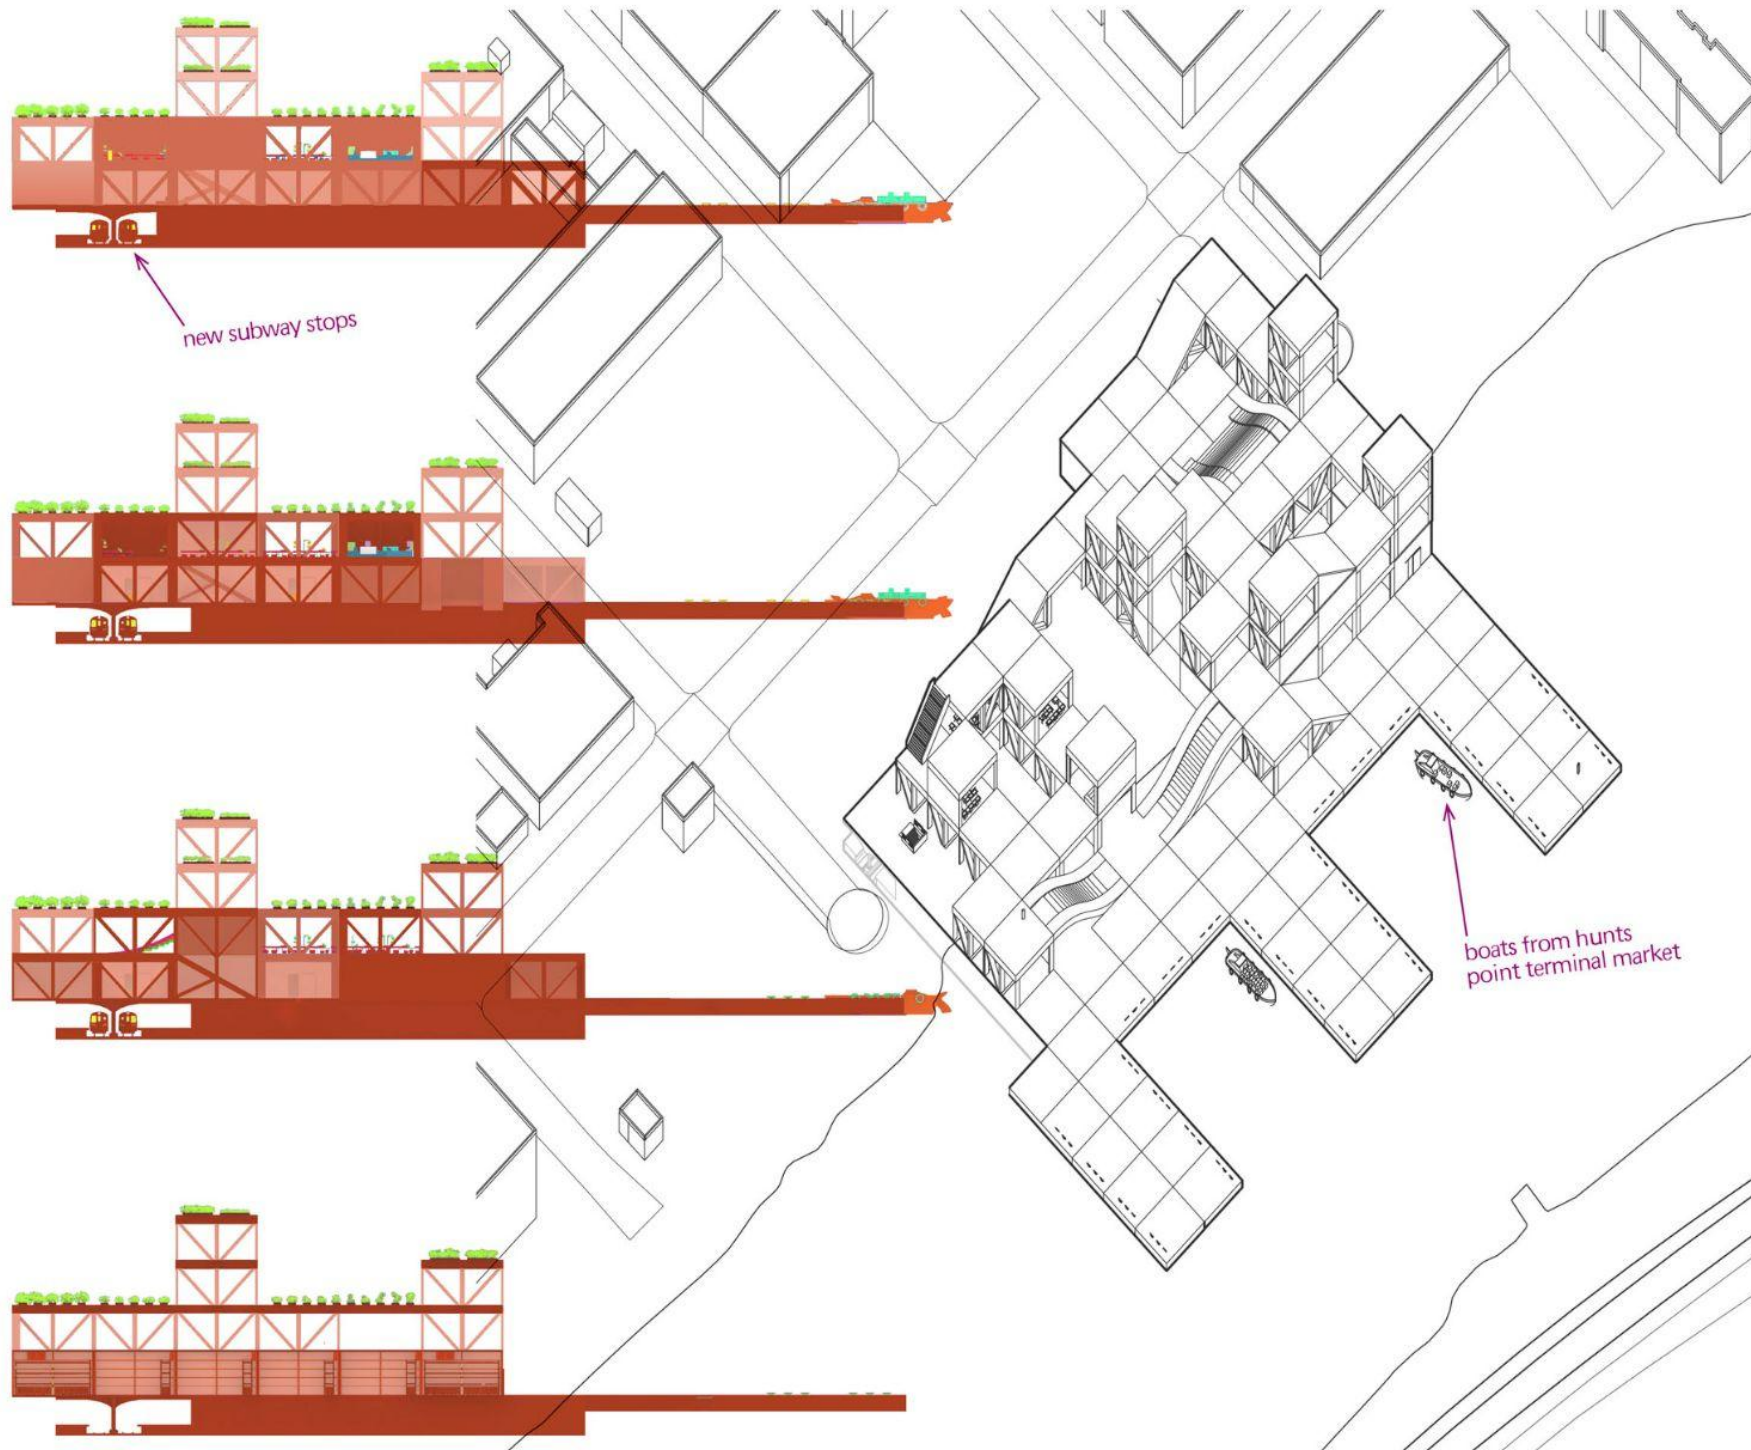 new subway stops
boats from hunts
point terminal market